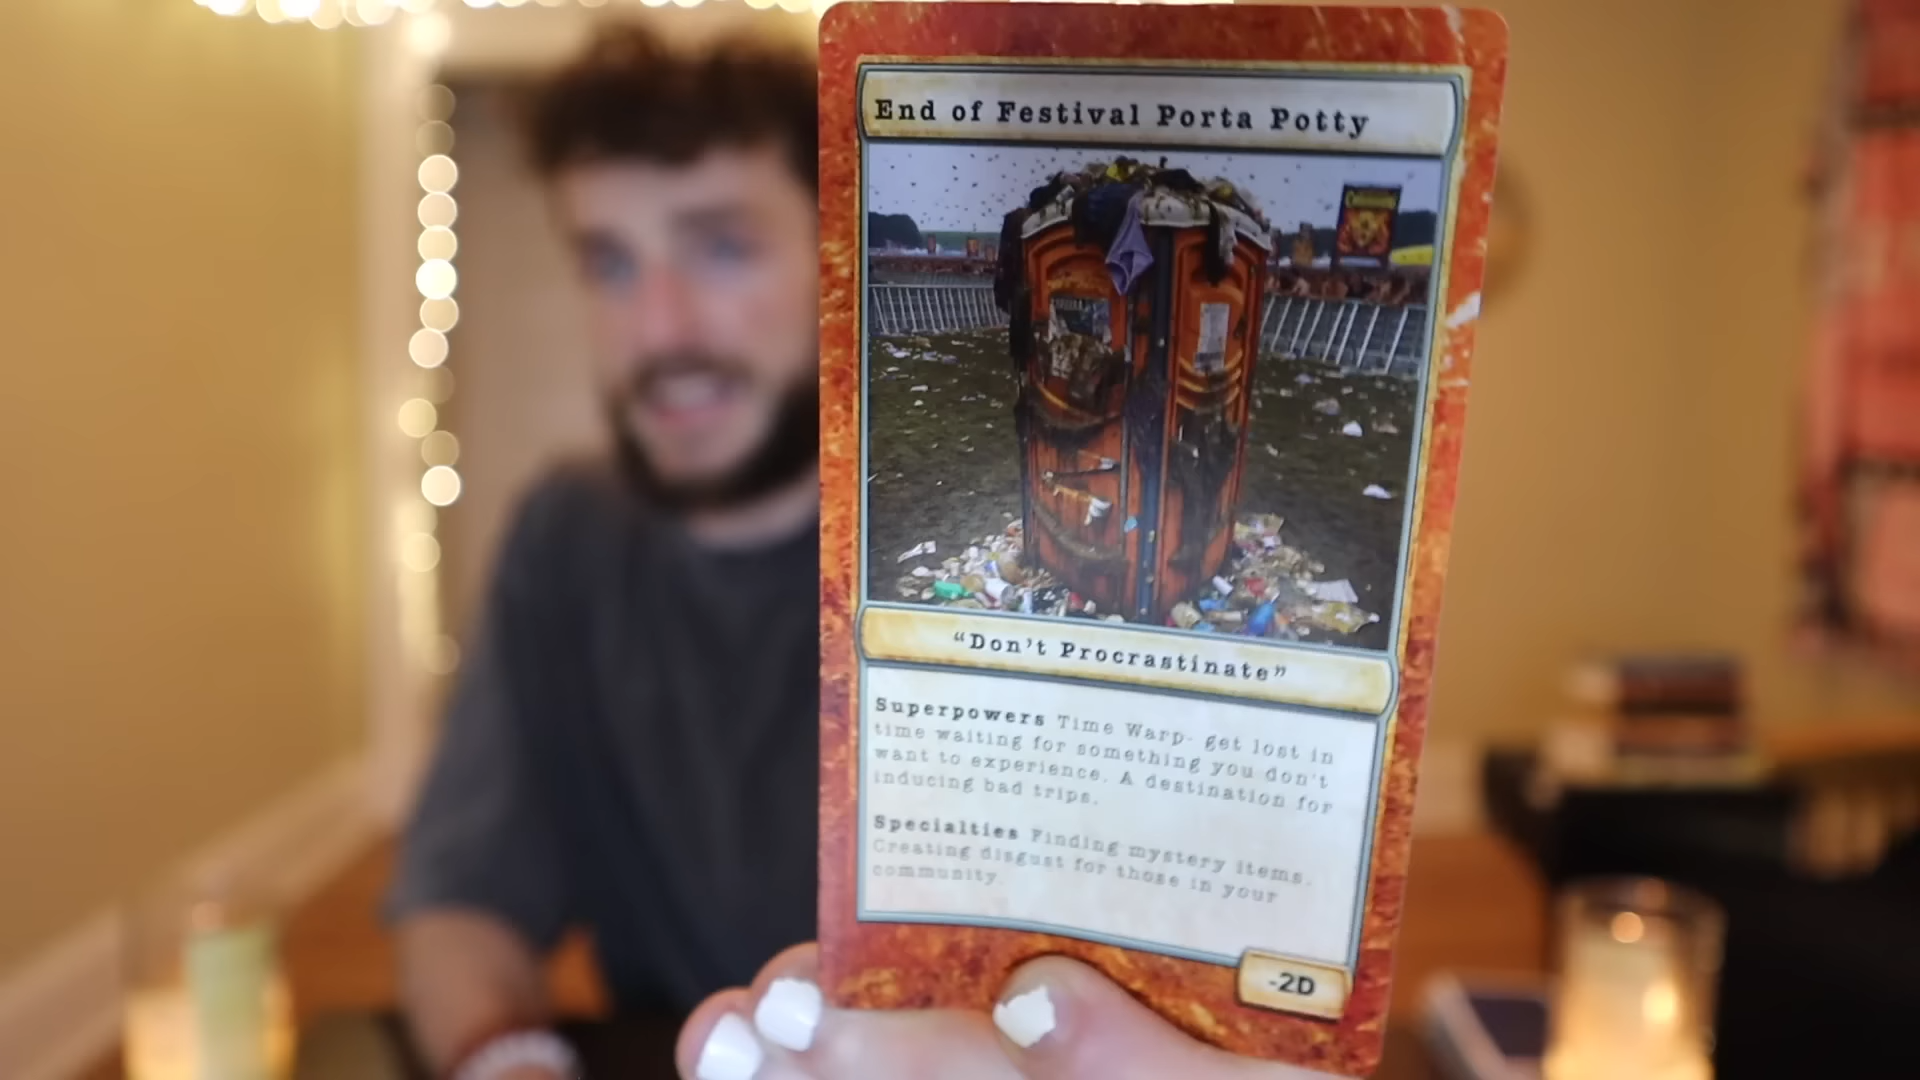 End of Festival Porta Potty
“Don't Procrastinate”
Superpowers Time Warp- get lost in
time waiting for something you don't
want to experience. A destination for
inducing bad trips.
Specialties Finding mystery items.
Creating disgust for those in your
community.
-2D